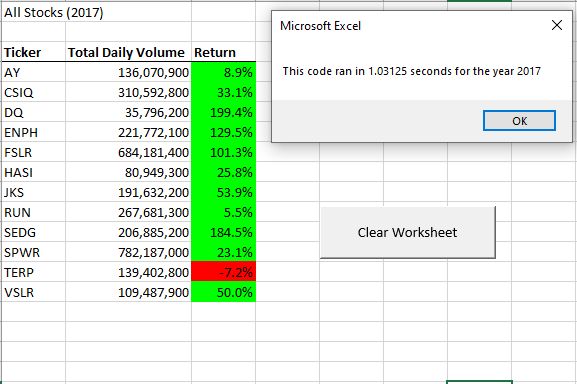 All Stocks (2017)
Ticker Total Daily Volume Return
AY 136,070,900 8.9%
CSIQ 310,592,800 33.1%
DQ 35,796,200 199.4%
ENPH 221,772,100 129.5%
FSLR 684,181,400 101.3%
HASI 80,949,300 25.8%
JKS 191,632,200 53.9%
RUN 267,681,300 5.5%
SEDG 206,885,200 184.5%
SPWR 782,187,000 23.1%
TERP 139,402,800 -7.2%
VSLR 109,487,900 50.0%
Microsoft Excel
This code ran in 1.03125 seconds for the year 2017
OK
Clear Worksheet